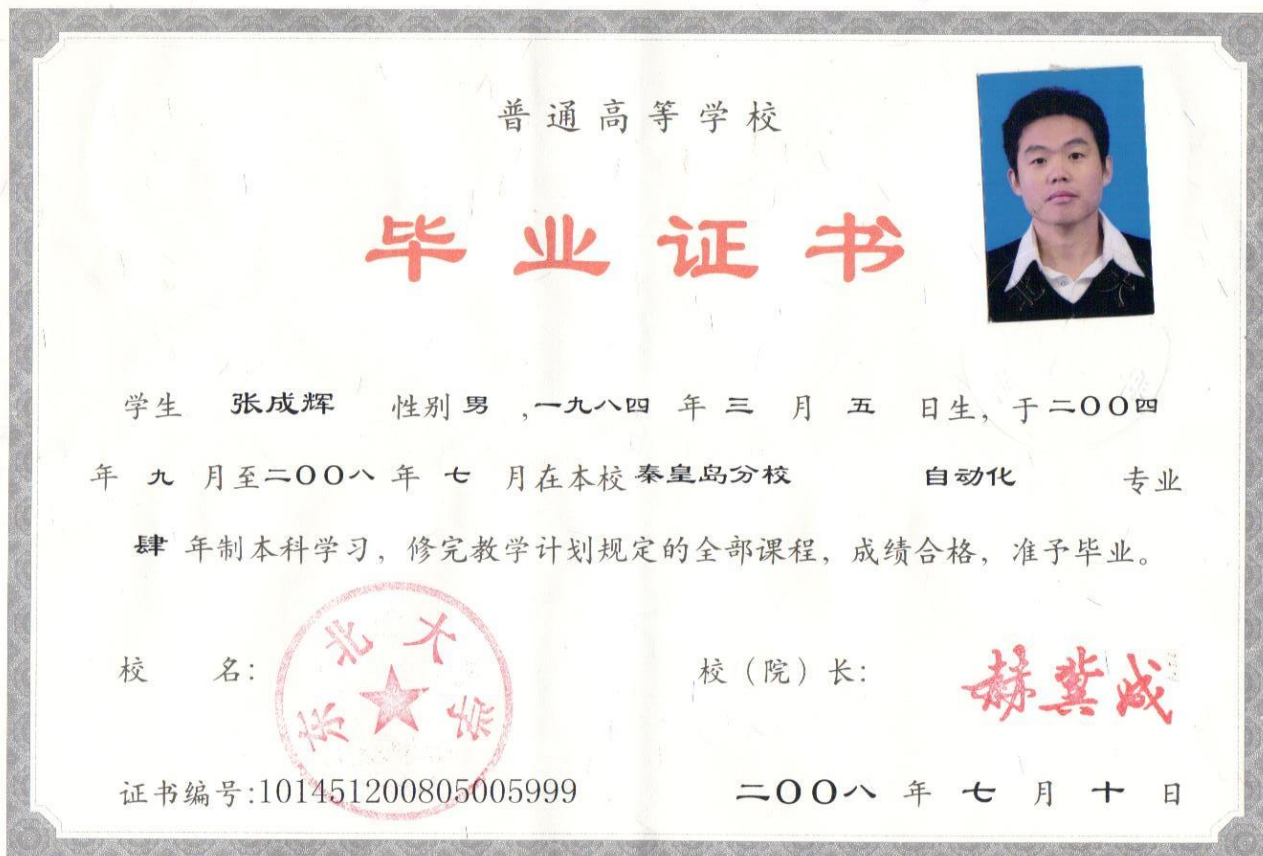 普通高等学校
毕业证书
学生 张成辉 性别 男 ,一九八四 年 三 月 五 日生, 于 二OO四
年 九 月至 二OO八 年 七 月在本校 秦皇岛分校 自动化 专业
肆 年制本科学习, 修完教学计划规定的全部课程, 成绩合格, 准予毕业。
校 名: 东北大学 校 (院) 长: 赫冀成
证书编号:101451200805005999 二OO八 年 七 月 十 日